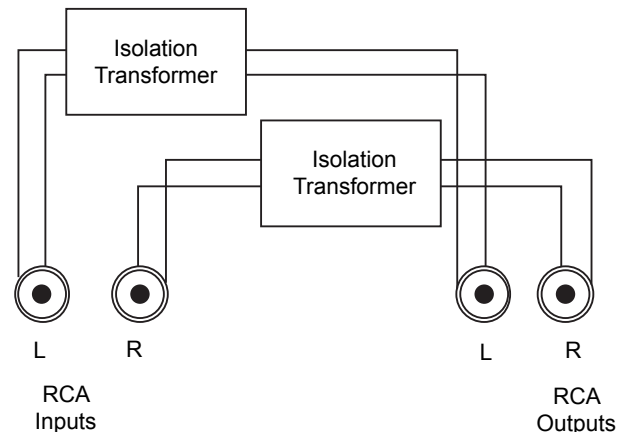 Isolation
Transformer
Isolation
Transformer
L
R
L
R
RCA
Inputs
RCA
Outputs